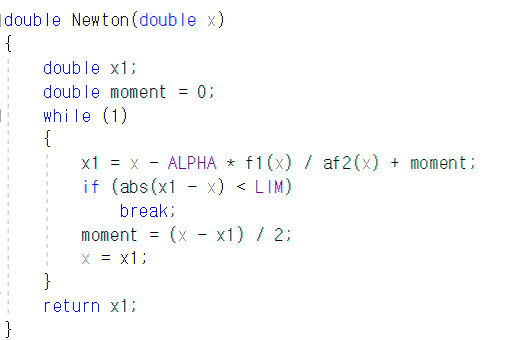 double Newton(double x)
{
    double x1;
    double moment = 0;
    while (1)
    {
        x1 = x - ALPHA * f1(x) / af2(x) + moment;
        if (abs(x1 - x) < LIM)
            break;
        moment = (x - x1) / 2;
        x = x1;
    }
    return x1;
}